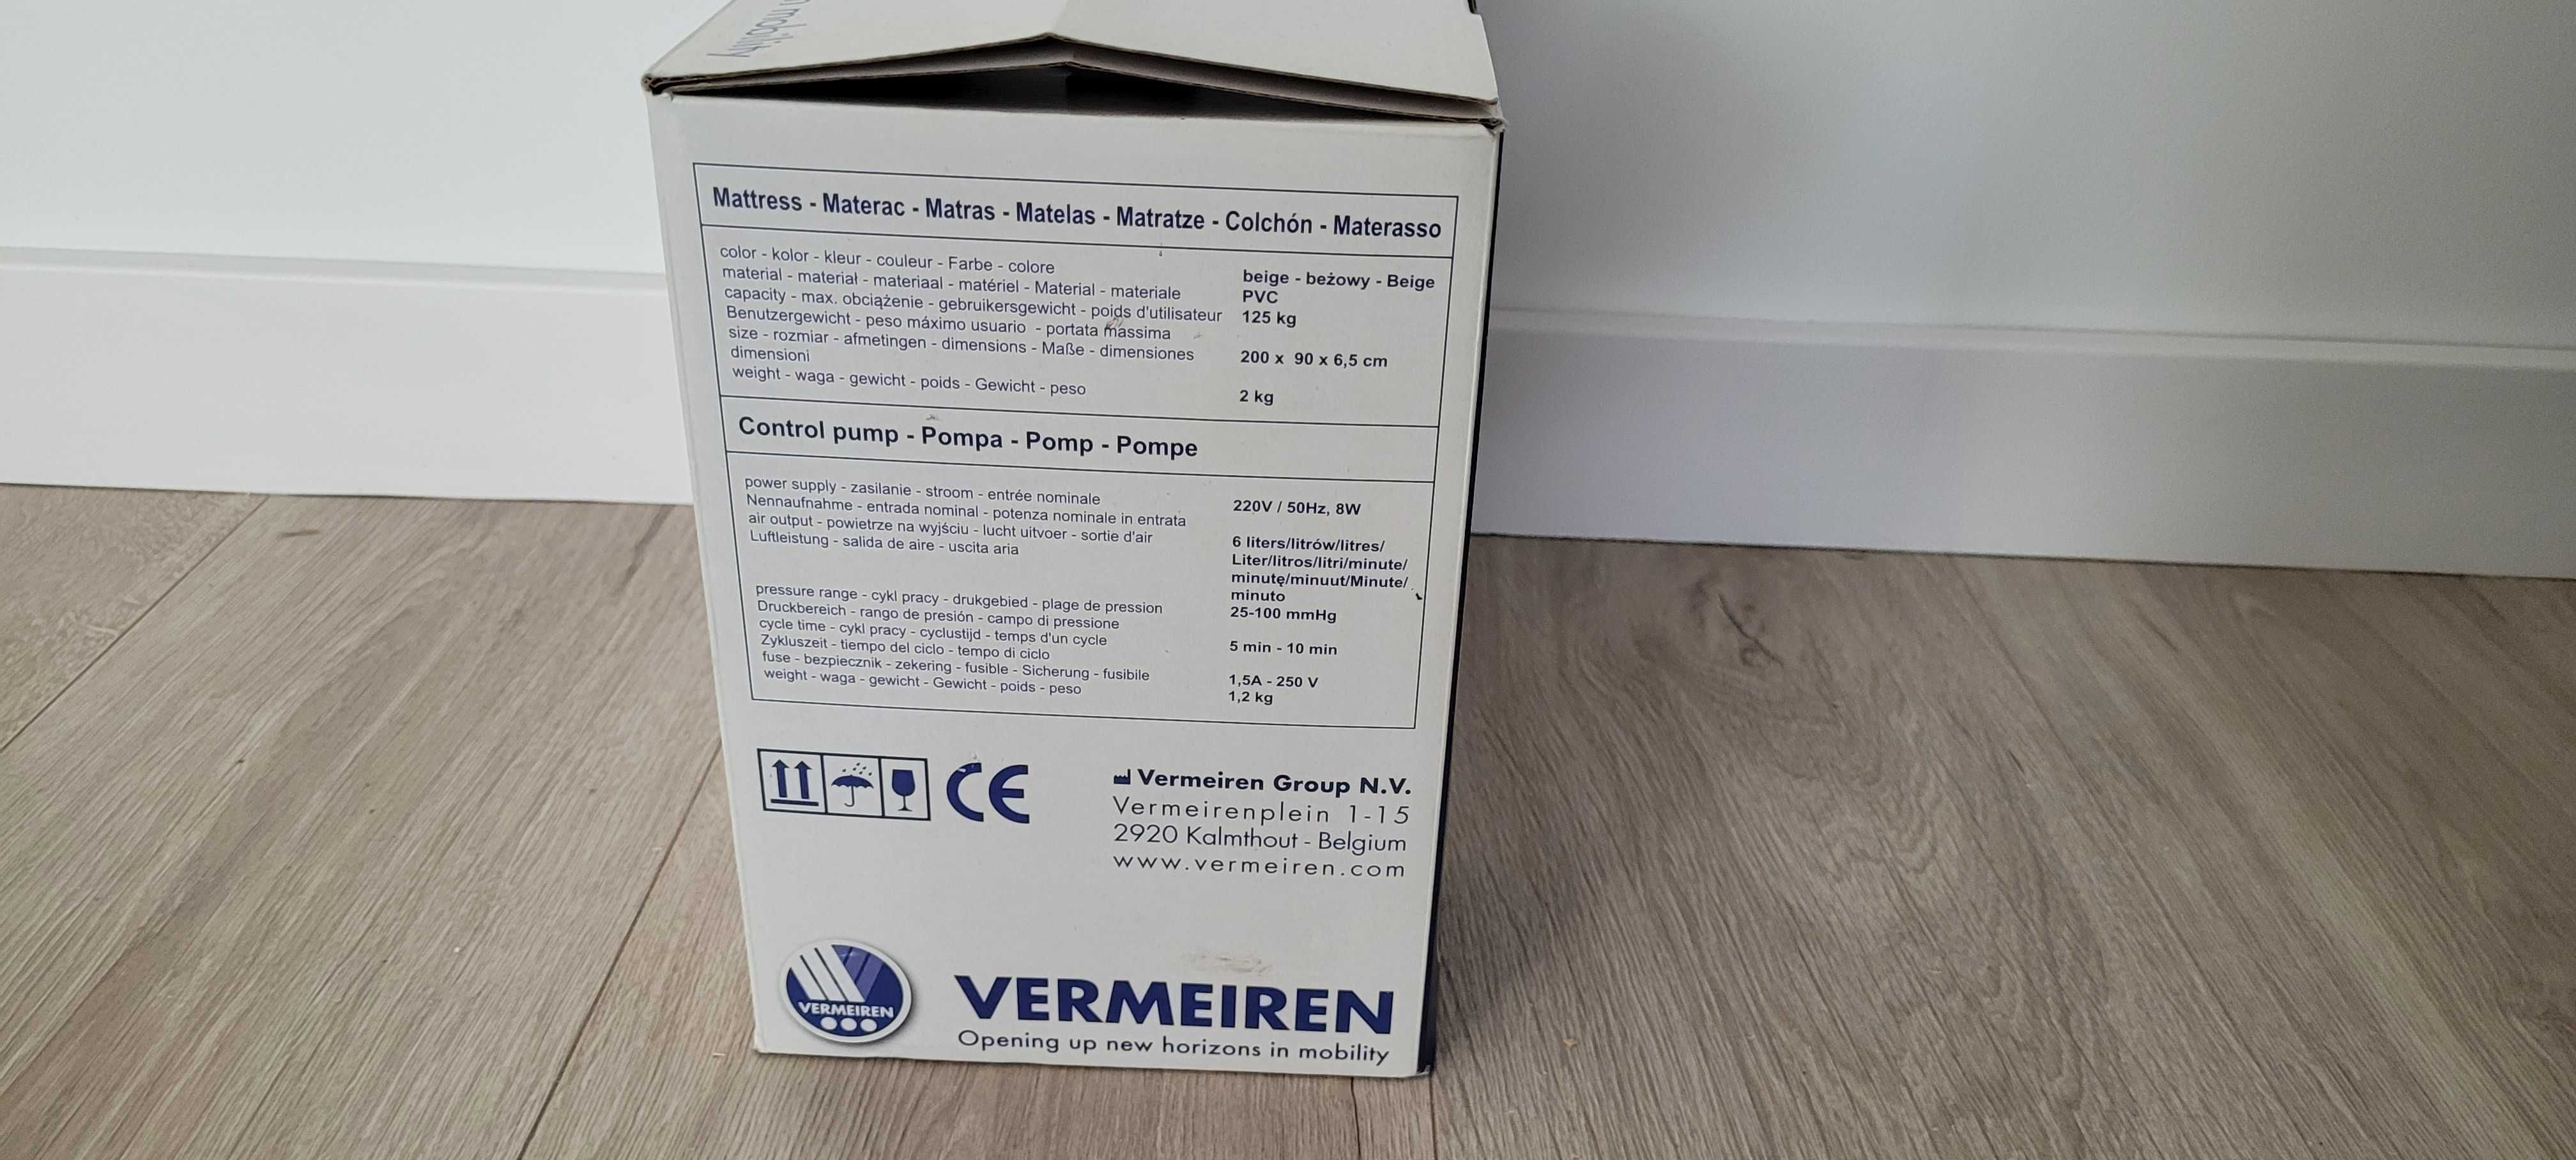 mobility
Mattress - Materac - Matras - Matelas - Matratze - Colchón - Materasso
color - kolor - kleur - couleur - Farbe - colore beige - beżowy - Beige
material - materiał - materiaal - matériel - Material - materiale PVC
capacity - max. obciążenie - gebruikersgewicht - poids d'utilisateur 125 kg
Benutzergewicht - peso máximo usuario - portata massima
size - rozmiar - afmetingen - dimensions - Maße - dimensiones 200 x 90 x 6,5 cm
dimensioni
weight - waga - gewicht - poids - Gewicht - peso 2 kg
Control pump - Pompa - Pomp - Pompe
power supply - zasilanie - stroom - entrée nominale 220V / 50Hz, 8W
Nennaufnahme - entrada nominal - potenza nominale in entrata
air output - powietrze na wyjściu - lucht uitvoer - sortie d'air 6 liters/litrów/litres/
Luftleistung - salida de aire - uscita aria Liter/litros/litri/minute/
minutę/minuut/Minute/
minuto
pressure range - cykl pracy - drukgebied - plage de pression 25-100 mmHg
Druckbereich - rango de presión - campo di pressione
cycle time - cykl pracy - cyclustijd - temps d'un cycle 5 min - 10 min
Zykluszeit - tiempo del ciclo - tempo di ciclo
fuse - bezpiecznik - zekering - fusible - Sicherung - fusibile 1,5A - 250 V
weight - waga - gewicht - Gewicht - poids - peso 1,2 kg
CE
Vermeiren Group N.V.
Vermeirenplein 1-15
2920 Kalmthout - Belgium
www.vermeiren.com
VERMEIREN
VERMEIREN
Opening up new horizons in mobility